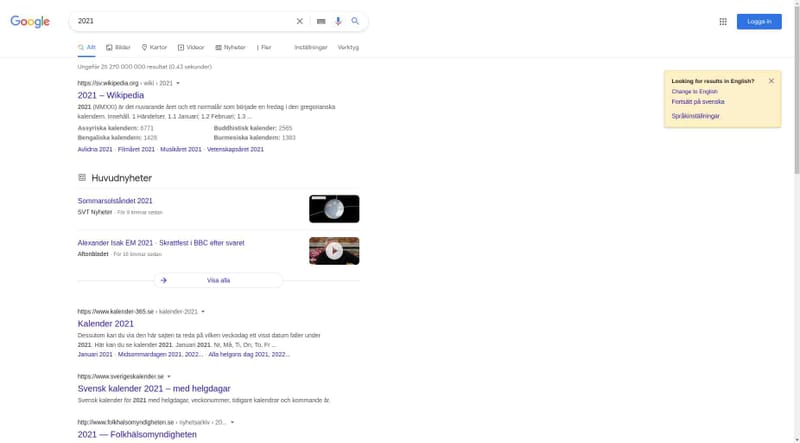 Google
2021
Allt
Bilder
Kartor
Videor
Nyheter
Fler
Inställningar
Verktyg
Logga in
Ungefär 25 270 000 000 resultat (0,43 sekunder)
Looking for results in English?
Change to English
Fortsätt på svenska
Språkinställningar
https://sv.wikipedia.org › wiki › 2021
2021 – Wikipedia
2021 (MMXXI) är det nuvarande året och ett normalår som började en fredag i den gregorianska
kalendern. Innehåll. 1 Händelser. 1.1 Januari; 1.2 Februari; 1.3 ...
Assyriska kalendern: 6771 Buddhistisk kalender: 2565
Bengaliska kalendern: 1428 Burmesiska kalendern: 1383
Avlidna 2021 · Filmåret 2021 · Musikåret 2021 · Vetenskapsåret 2021
Huvudnyheter
Sommarsolståndet 2021
SVT Nyheter · För 9 timmar sedan
Alexander Isak EM 2021 · Skrattfest i BBC efter svaret
Aftonbladet · För 16 timmar sedan
Visa alla
https://www.kalender-365.se › kalender-2021
Kalender 2021
Dessutom kan du via den här sajten ta reda på vilken veckodag ett visst datum faller under
2021. Här kan du se kalender 2021. Januari 2021. Nr, Må, Ti, On, To, Fr ...
Januari 2021 · Midsommardagen 2021, 2022... · Alla helgons dag 2021, 2022...
https://www.sverigeskalender.se
Svensk kalender 2021 – med helgdagar
Svensk kalender för 2021 med helgdagar, veckonummer, tidigare kalendrar och kommande år.
http://www.folkhalsomyndigheten.se › nyhetsarkiv › 20...
2021 — Folkhälsomyndigheten